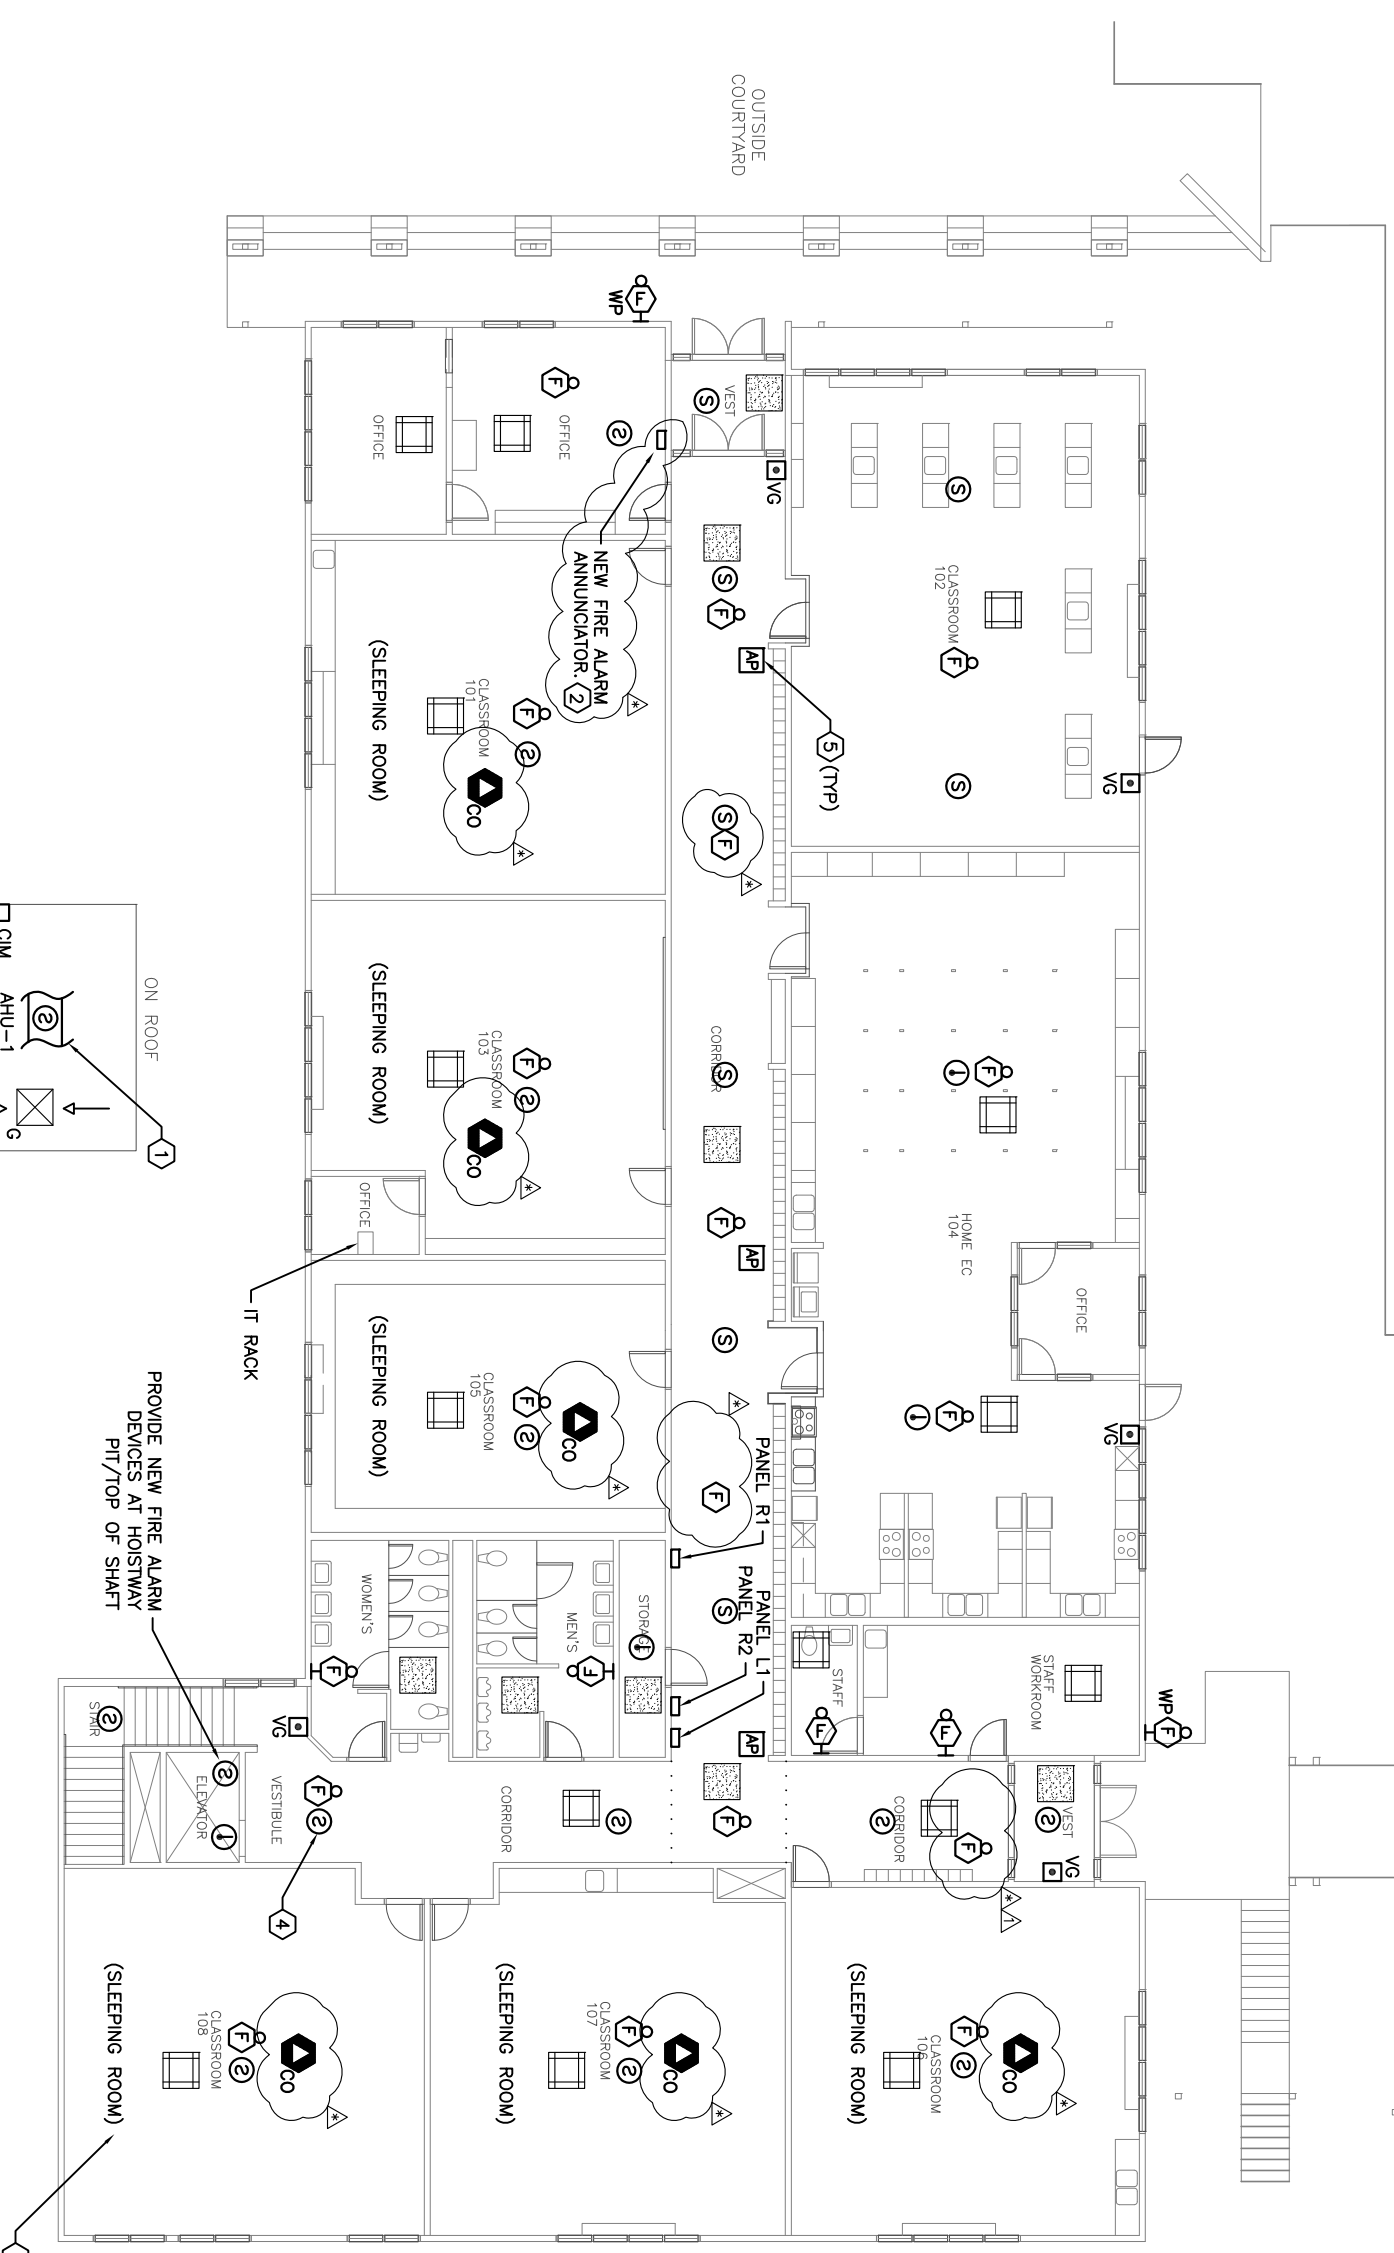 OUTSIDE
COURTYARD
WP
F
VG
VEST
S
S
CLASSROOM
102
F
S
VG
OFFICE
OFFICE
F
S
S
F
AP
5 (TYP)
NEW FIRE ALARM
ANNUNCIATOR. 2
*
(SLEEPING ROOM)
CLASSROOM
101
F
S
CO
*
S F
*
ON ROOF
CIM
S
AHU-1
G
1
(SLEEPING ROOM)
CLASSROOM
103
F
S
CO
*
CORRIDOR
S
F
HOME EC
104
OFFICE
F
AP
S
OFFICE
IT RACK
(SLEEPING ROOM)
CLASSROOM
105
F
S
CO
*
*
F
PANEL R1
F
VG
PROVIDE NEW FIRE ALARM
DEVICES AT HOISTWAY
PIT/TOP OF SHAFT
WOMEN'S
MEN'S
STORAGE
F
F
S
PANEL L1
PANEL R2
AP
STAFF
STAFF
WORKROOM
F
F
WP
F
STAIR
S
VG
S
ELEVATOR
VESTIBULE
F
S
4
CORRIDOR
S
F
S
CORRIDOR
F
* 1
VEST
S
VG
(SLEEPING ROOM)
CLASSROOM
108
F
S
CO
*
(SLEEPING ROOM)
CLASSROOM
107
F
S
CO
*
(SLEEPING ROOM)
CLASSROOM
106
F
S
CO
*